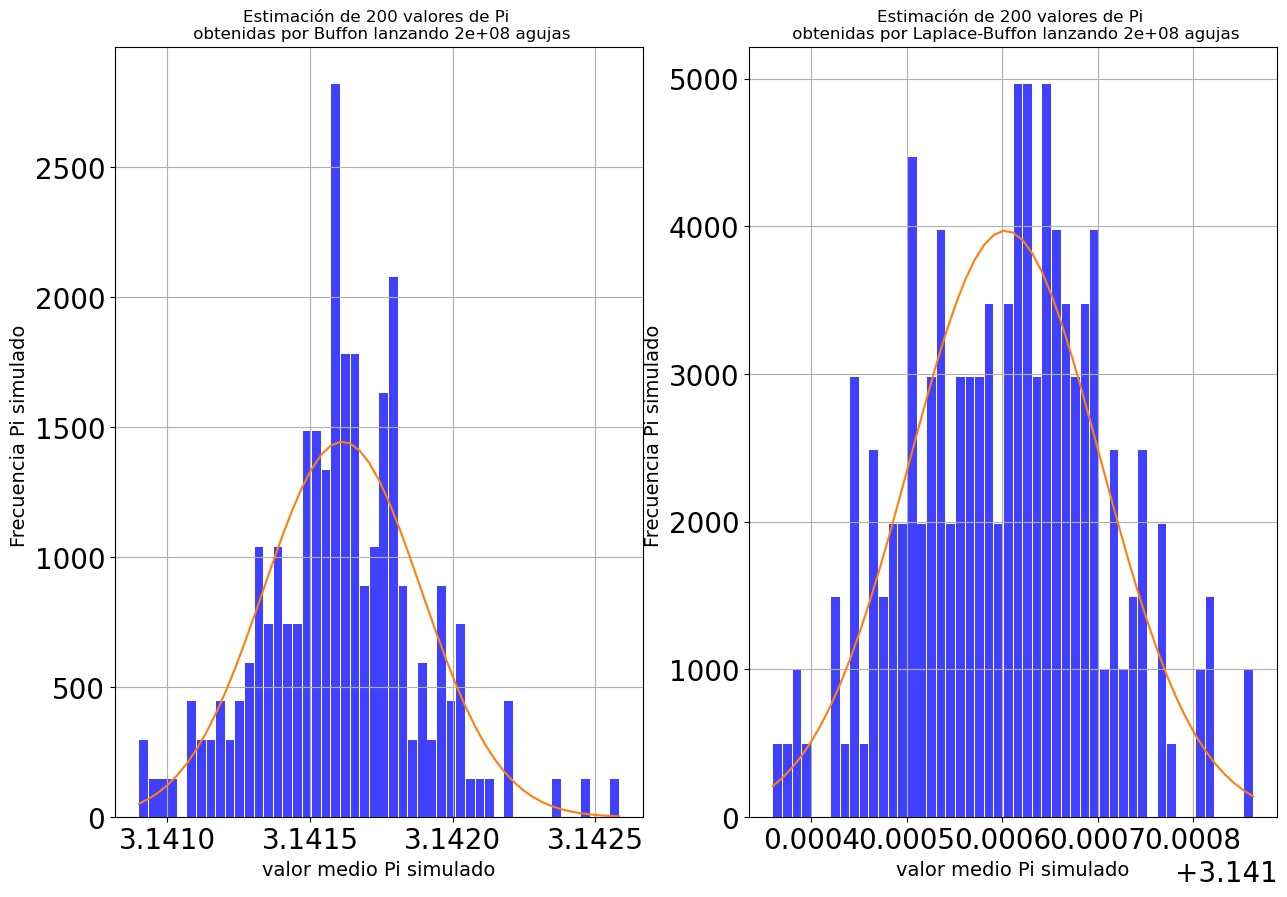 Estimación de 200 valores de Pi
obtenidas por Buffon lanzando 2e+08 agujas
Frecuencia Pi simulado
2500
2000
1500
1000
500
0
3.1410 3.1415 3.1420 3.1425
valor medio Pi simulado
Estimación de 200 valores de Pi
obtenidas por Laplace-Buffon lanzando 2e+08 agujas
Frecuencia Pi simulado
5000
4000
3000
2000
1000
0
0.0004 0.0005 0.0006 0.0007 0.0008
valor medio Pi simulado
+3.141